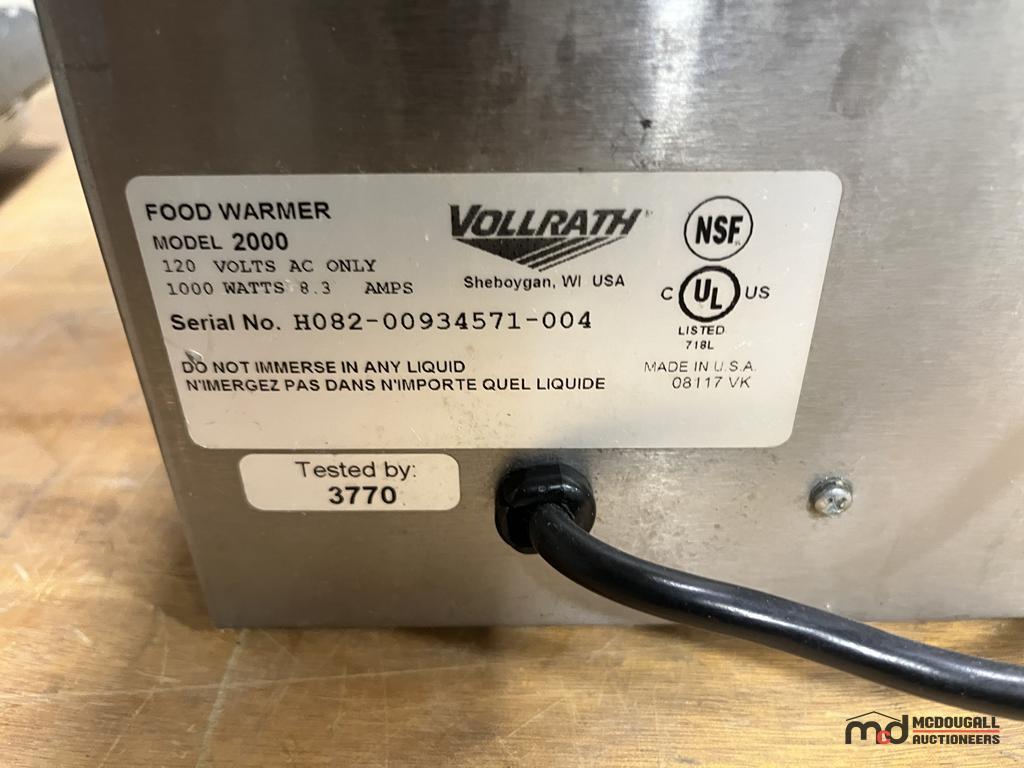 FOOD WARMER
MODEL 2000
120 VOLTS AC ONLY
1000 WATTS 8.3 AMPS
Serial No. H082-00934571-004
DO NOT IMMERSE IN ANY LIQUID
N'IMERGEZ PAS DANS N'IMPORTE QUEL LIQUIDE
VOLLRATH
Sheboygan, WI USA
NSF
C UL US
LISTED
718L
MADE IN U.S.A.
08117 VK
Tested by:
3770
mcd MCDOUGALL
AUCTIONEERS